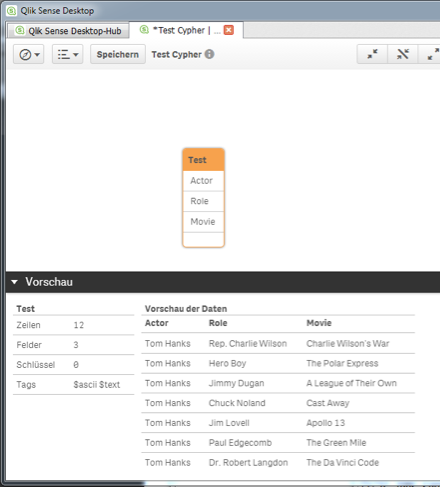 Qlik Sense Desktop
Qlik Sense Desktop-Hub
*Test Cypher | ...
Speichern
Test Cypher
Test
Actor
Role
Movie
Vorschau
Test
Zeilen 12
Felder 3
Schlüssel 0
Tags $ascii $text
Vorschau der Daten
Actor Role Movie
Tom Hanks Rep. Charlie Wilson Charlie Wilson's War
Tom Hanks Hero Boy The Polar Express
Tom Hanks Jimmy Dugan A League of Their Own
Tom Hanks Chuck Noland Cast Away
Tom Hanks Jim Lovell Apollo 13
Tom Hanks Paul Edgecomb The Green Mile
Tom Hanks Dr. Robert Langdon The Da Vinci Code